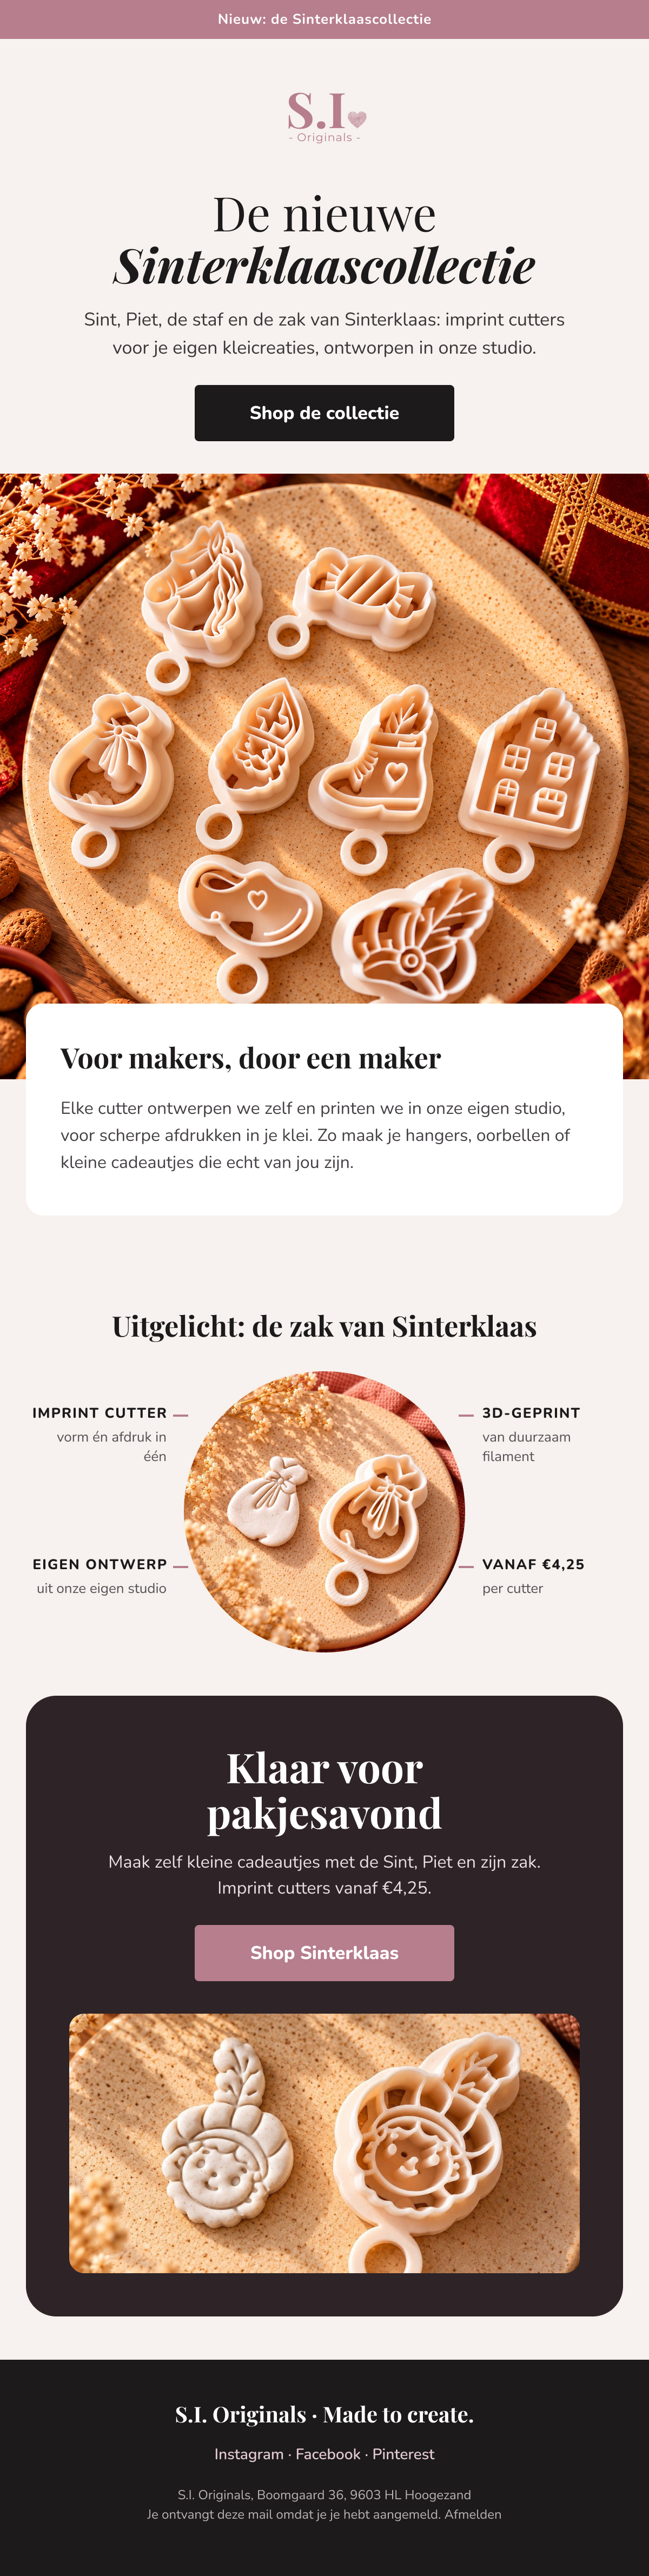 Nieuw: de Sinterklaascollectie
S.I
- Originals -
De nieuwe
Sinterklaascollectie
Sint, Piet, de staf en de zak van Sinterklaas: imprint cutters
voor je eigen kleicreaties, ontworpen in onze studio.
Shop de collectie
Voor makers, door een maker
Elke cutter ontwerpen we zelf en printen we in onze eigen studio,
voor scherpe afdrukken in je klei. Zo maak je hangers, oorbellen of
kleine cadeautjes die echt van jou zijn.
Uitgelicht: de zak van Sinterklaas
IMPRINT CUTTER
vorm én afdruk in
één
3D-GEPRINT
van duurzaam
filament
EIGEN ONTWERP
uit onze eigen studio
VANAF €4,25
per cutter
Klaar voor
pakjesavond
Maak zelf kleine cadeautjes met de Sint, Piet en zijn zak.
Imprint cutters vanaf €4,25.
Shop Sinterklaas
S.I. Originals · Made to create.
Instagram · Facebook · Pinterest
S.I. Originals, Boomgaard 36, 9603 HL Hoogezand
Je ontvangt deze mail omdat je je hebt aangemeld. Afmelden